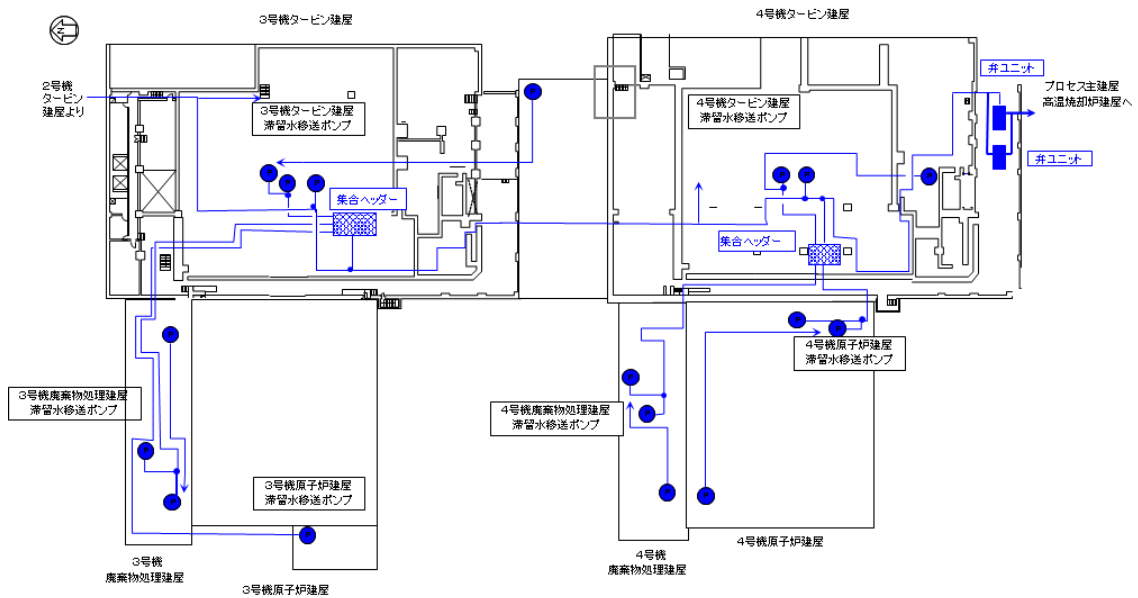 3号機タービン建屋
4号機タービン建屋
N
2号機
タービン
建屋より
3号機タービン建屋
滞留水移送ポンプ
4号機タービン建屋
滞留水移送ポンプ
弁ユニット
プロセス主建屋
高温焼却炉建屋へ
弁ユニット
P
P
P
P
P
P
P
集合ヘッダー
集合ヘッダー
P
P
P
4号機原子炉建屋
滞留水移送ポンプ
P
P
3号機廃棄物処理建屋
滞留水移送ポンプ
4号機廃棄物処理建屋
滞留水移送ポンプ
P
P
3号機原子炉建屋
滞留水移送ポンプ
P
P
P
P
3号機
廃棄物処理建屋
4号機
廃棄物処理建屋
4号機原子炉建屋
3号機原子炉建屋